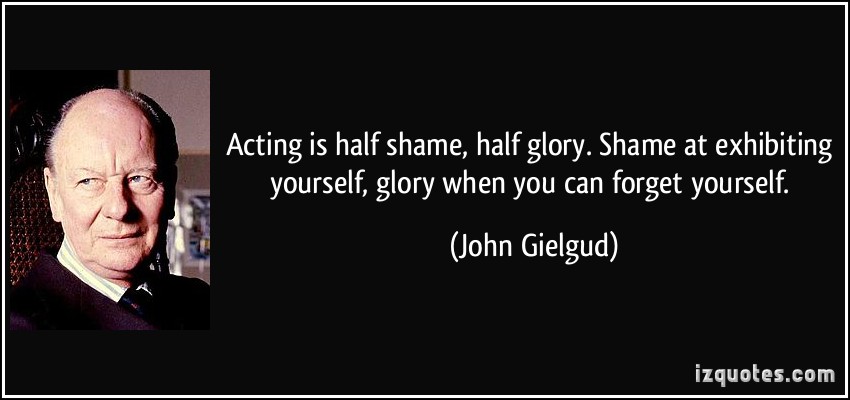 Acting is half shame, half glory. Shame at exhibiting
yourself, glory when you can forget yourself.
(John Gielgud)
izquotes.com